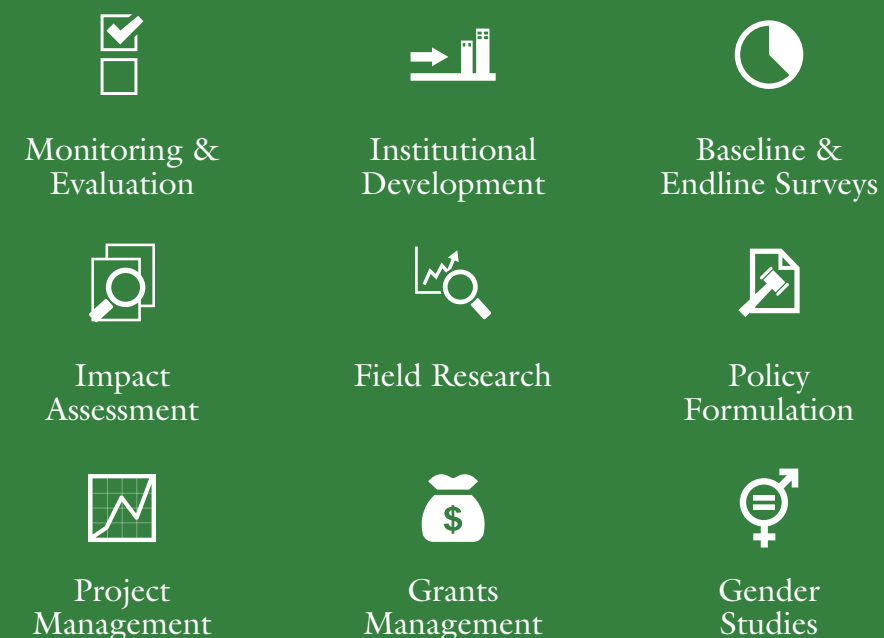 Monitoring &
Evaluation
Institutional
Development
Baseline &
Endline Surveys
Impact
Assessment
Field Research
Policy
Formulation
$
Project
Management
Grants
Management
Gender
Studies